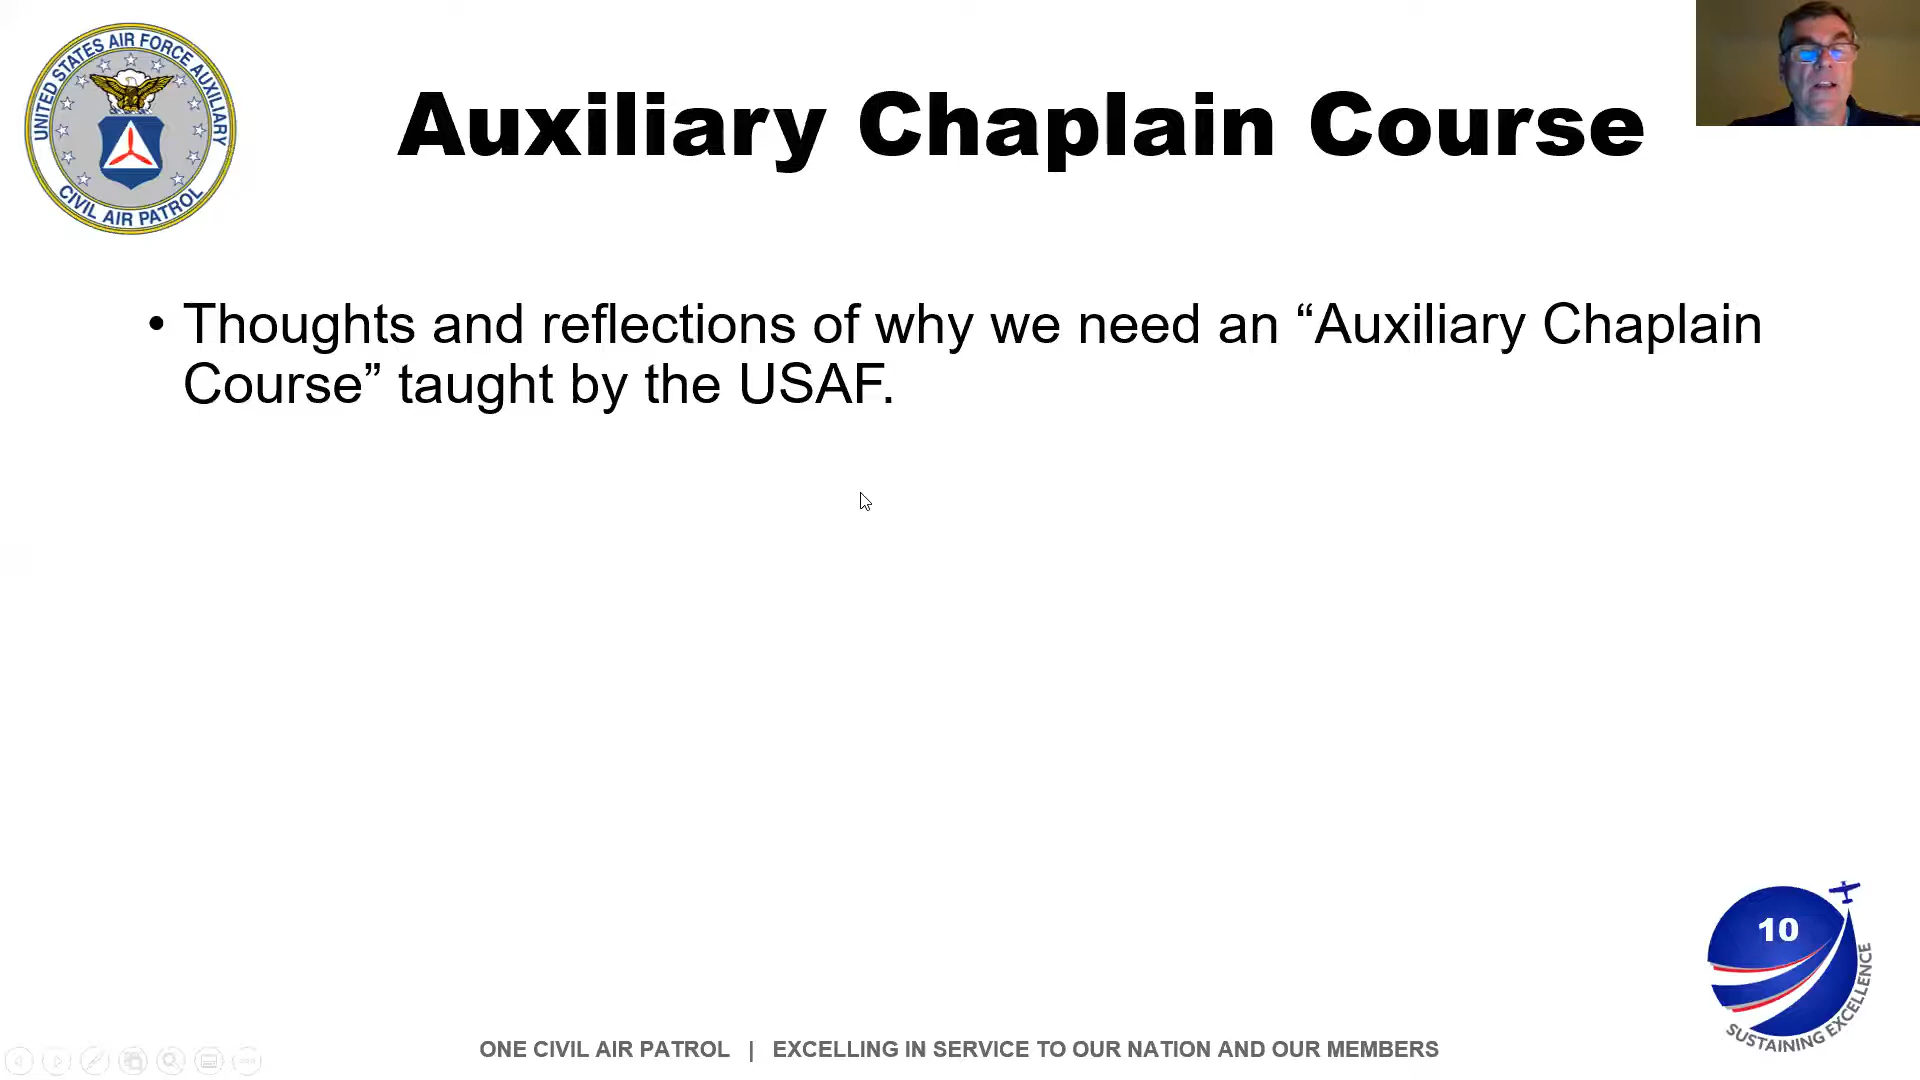 UNITED STATES AIR FORCE AUXILIARY
CIVIL AIR PATROL
Auxiliary Chaplain Course
• Thoughts and reflections of why we need an “Auxiliary Chaplain
Course” taught by the USAF.
10
SUSTAINING EXCELLENCE
ONE CIVIL AIR PATROL | EXCELLING IN SERVICE TO OUR NATION AND OUR MEMBERS